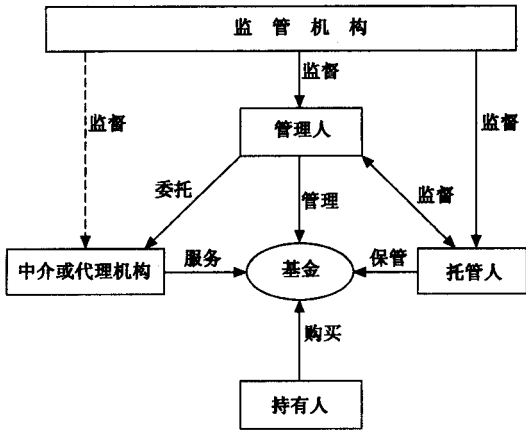 监管机构
监督
监督
监督
管理人
委托
管理
监督
中介或代理机构
服务
基金
保管
托管人
购买
持有人